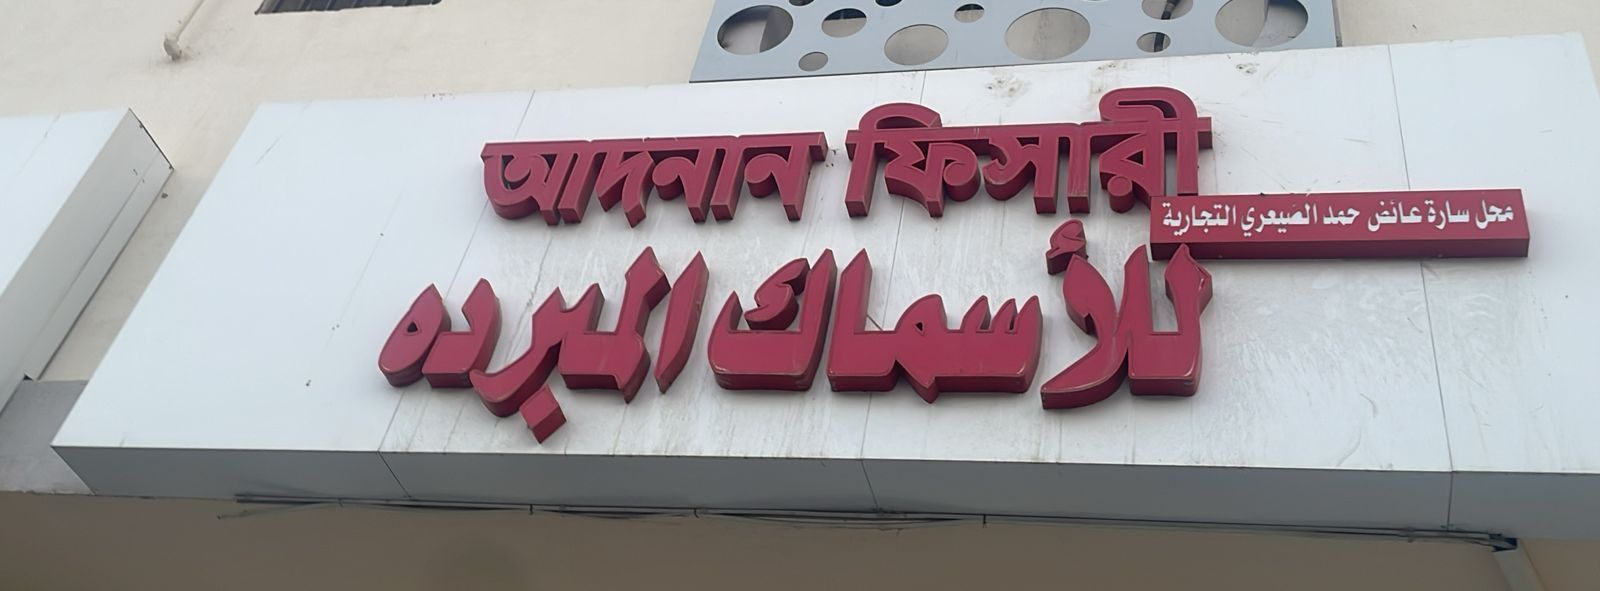 আদনান ফিসারী
محل سارة عائض حمد الصيعري التجارية
للأسماك المبرده